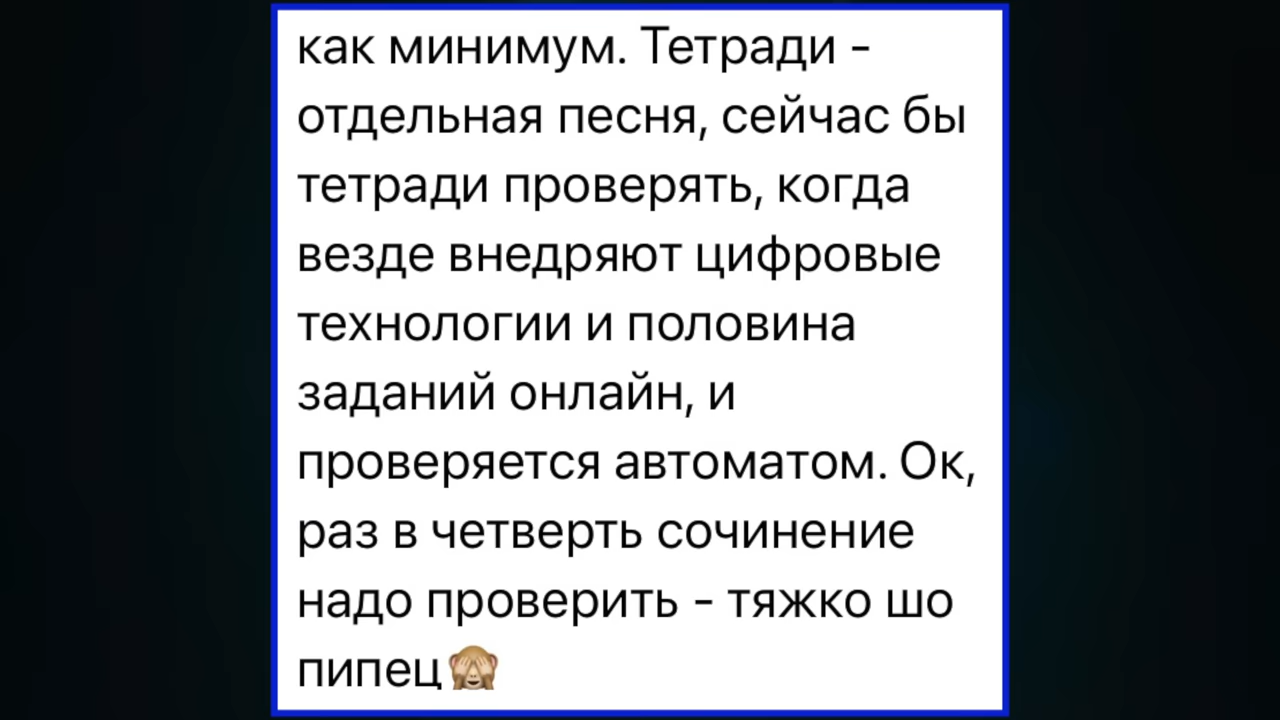 как минимум. Тетради -
отдельная песня, сейчас бы
тетради проверять, когда
везде внедряют цифровые
технологии и половина
заданий онлайн, и
проверяется автоматом. Ок,
раз в четверть сочинение
надо проверить - тяжко шо
пипец🙈